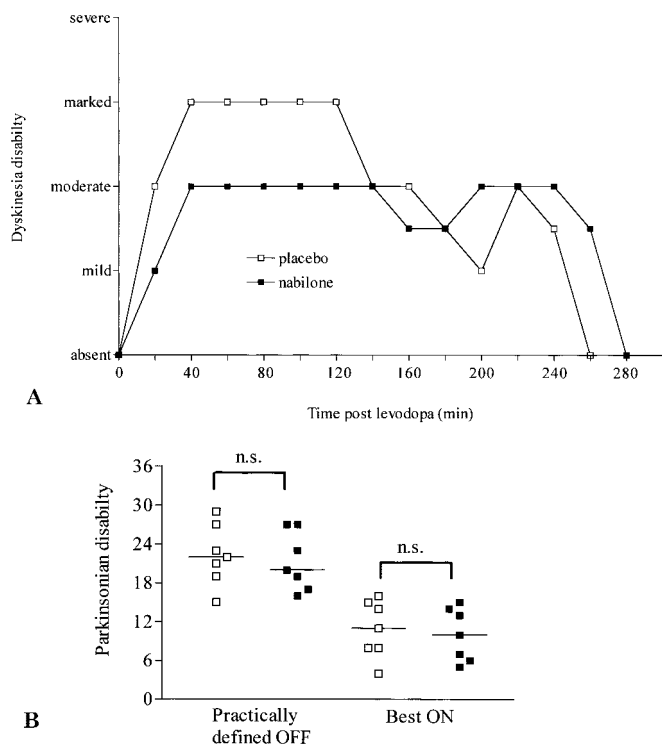 severe
marked
moderate
mild
absent
Dyskinesia disabilty
placebo
nabilone
0 40 80 120 160 200 240 280
Time post levodopa (min)
A
n.s.
n.s.
36
30
24
18
12
6
0
Parkinsonian disabilty
Practically
defined OFF
Best ON
B